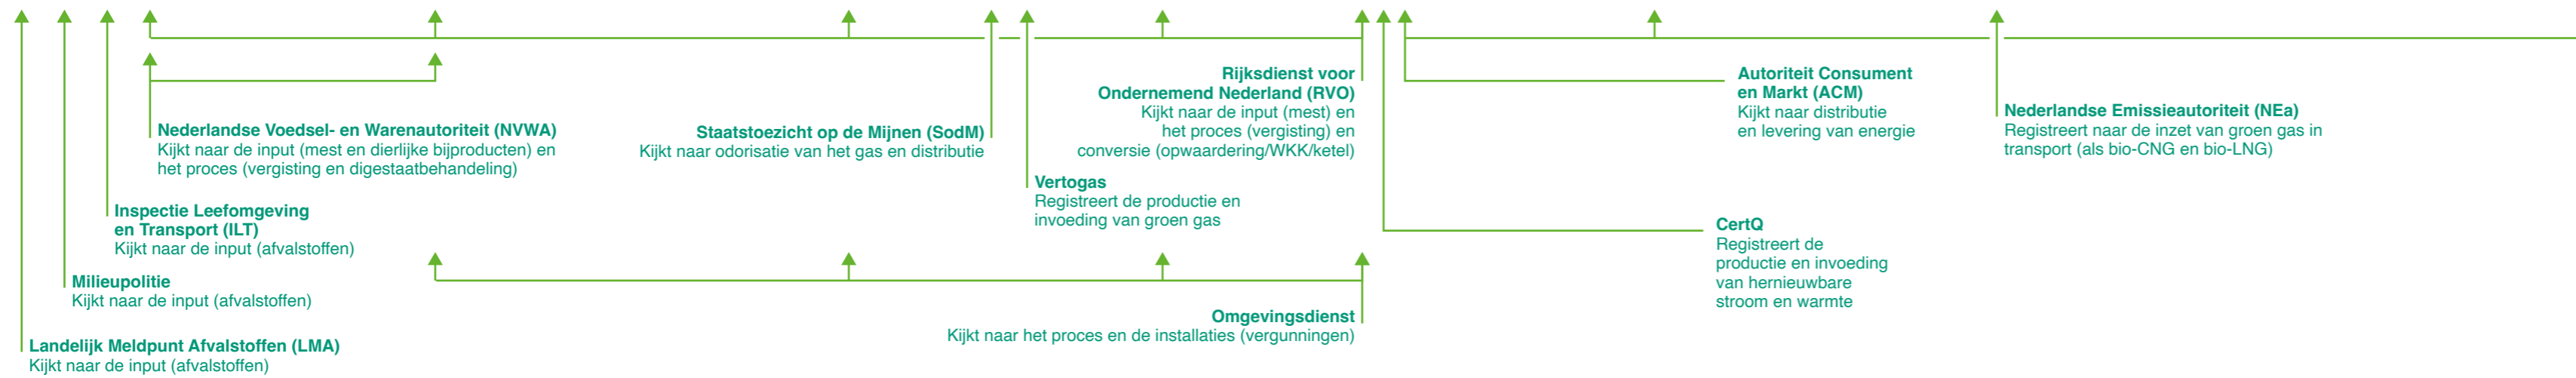 Nederlandse Voedsel- en Warenautoriteit (NVWA)
Kijkt naar de input (mest en dierlijke bijproducten) en
het proces (vergisting en digestaatbehandeling)
Inspectie Leefomgeving
en Transport (ILT)
Kijkt naar de input (afvalstoffen)
Milieupolitie
Kijkt naar de input (afvalstoffen)
Landelijk Meldpunt Afvalstoffen (LMA)
Kijkt naar de input (afvalstoffen)
Staatstoezicht op de Mijnen (SodM)
Kijkt naar odorisatie van het gas en distributie
Rijksdienst voor
Ondernemend Nederland (RVO)
Kijkt naar de input (mest) en
het proces (vergisting) en
conversie (opwaardering/WKK/ketel)
Vertogas
Registreert de productie en
invoeding van groen gas
Omgevingsdienst
Kijkt naar het proces en de installaties (vergunningen)
Autoriteit Consument
en Markt (ACM)
Kijkt naar distributie
en levering van energie
CertQ
Registreert de
productie en invoeding
van hernieuwbare
stroom en warmte
Nederlandse Emissieautoriteit (NEa)
Registreert naar de inzet van groen gas in
transport (als bio-CNG en bio-LNG)